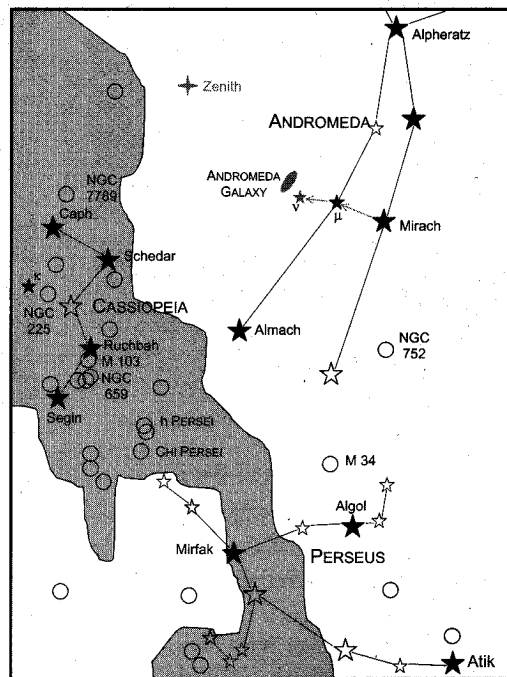 Alpheratz
Zenith
ANDROMEDA
ANDROMEDA
GALAXY
NGC
7789
ν
μ
Mirach
Caph
Schedar
κ
CASSIOPEIA
NGC
225
Almach
Ruchbah
M 103
NGC
752
NGC
659
Segin
h PERSEI
CHI PERSEI
M 34
Algol
Mirfak
PERSEUS
Atik